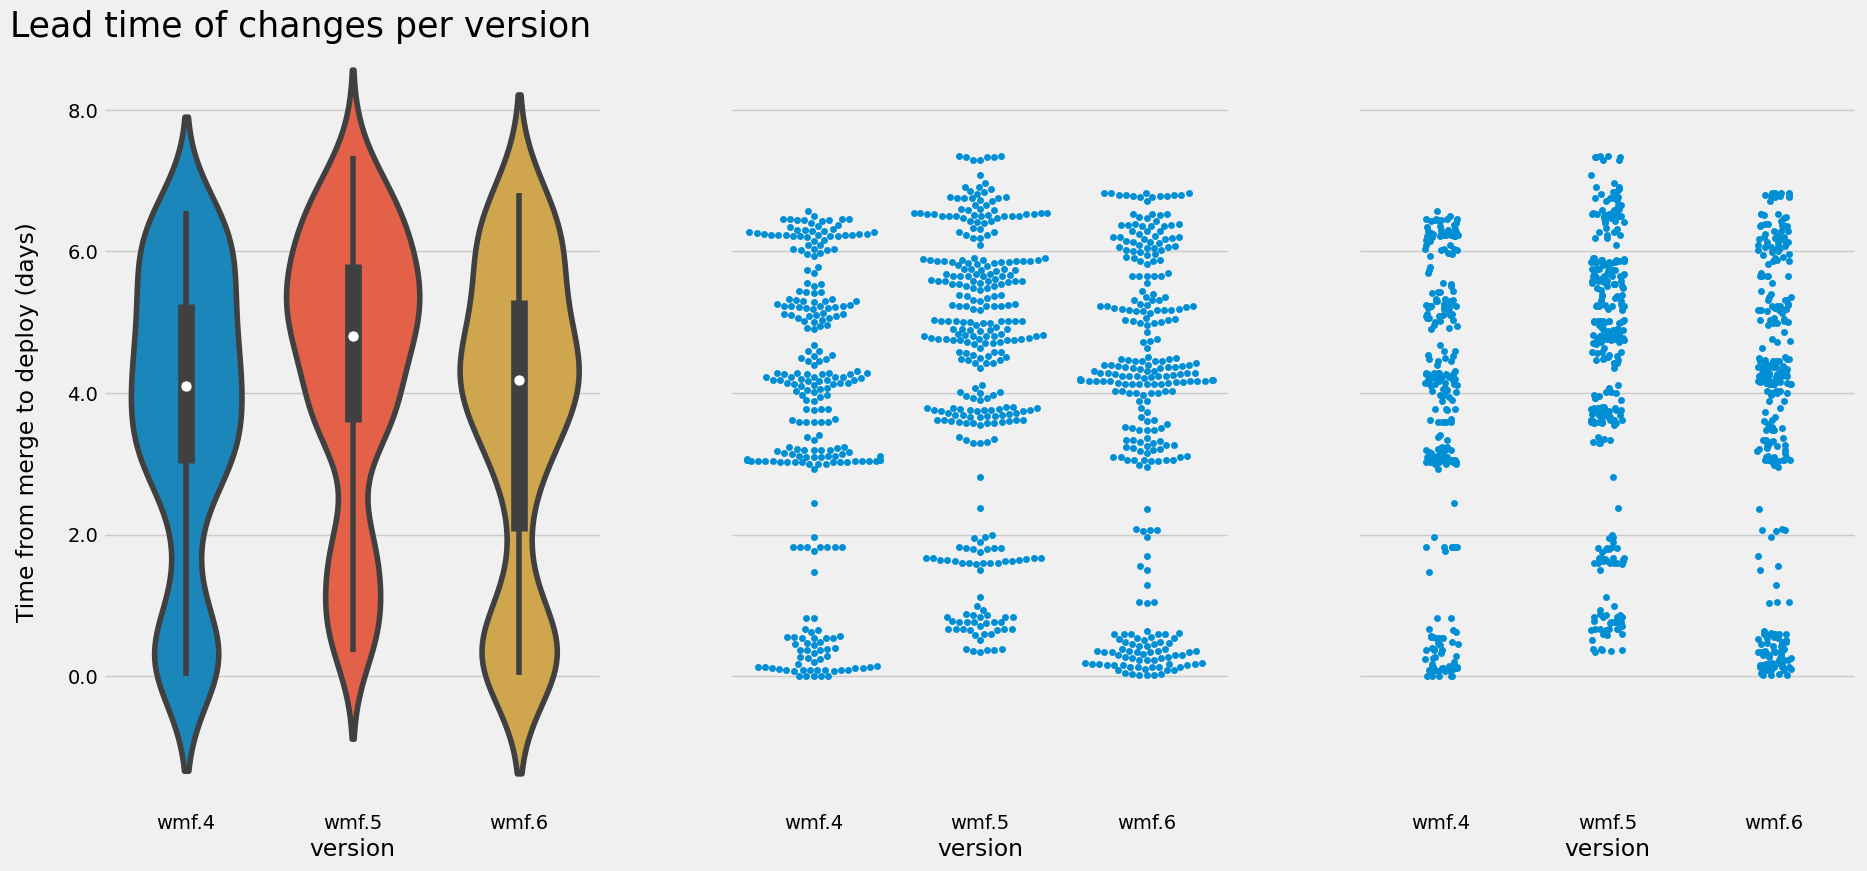 Lead time of changes per version
Time from merge to deploy (days)
8.0
6.0
4.0
2.0
0.0
wmf.4 wmf.5 wmf.6
version
wmf.4 wmf.5 wmf.6
version
wmf.4 wmf.5 wmf.6
version